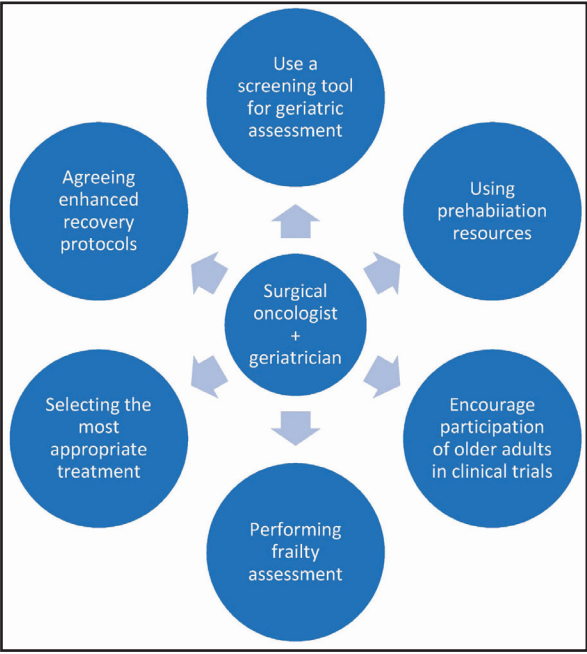 Use a
screening tool
for geriatric
assessment
Agreeing
enhanced
recovery
protocols
Using
prehabiiation
resources
Surgical
oncologist
+
geriatrician
Selecting the
most
appropriate
treatment
Encourage
participation
of older adults
in clinical trials
Performing
frailty
assessment